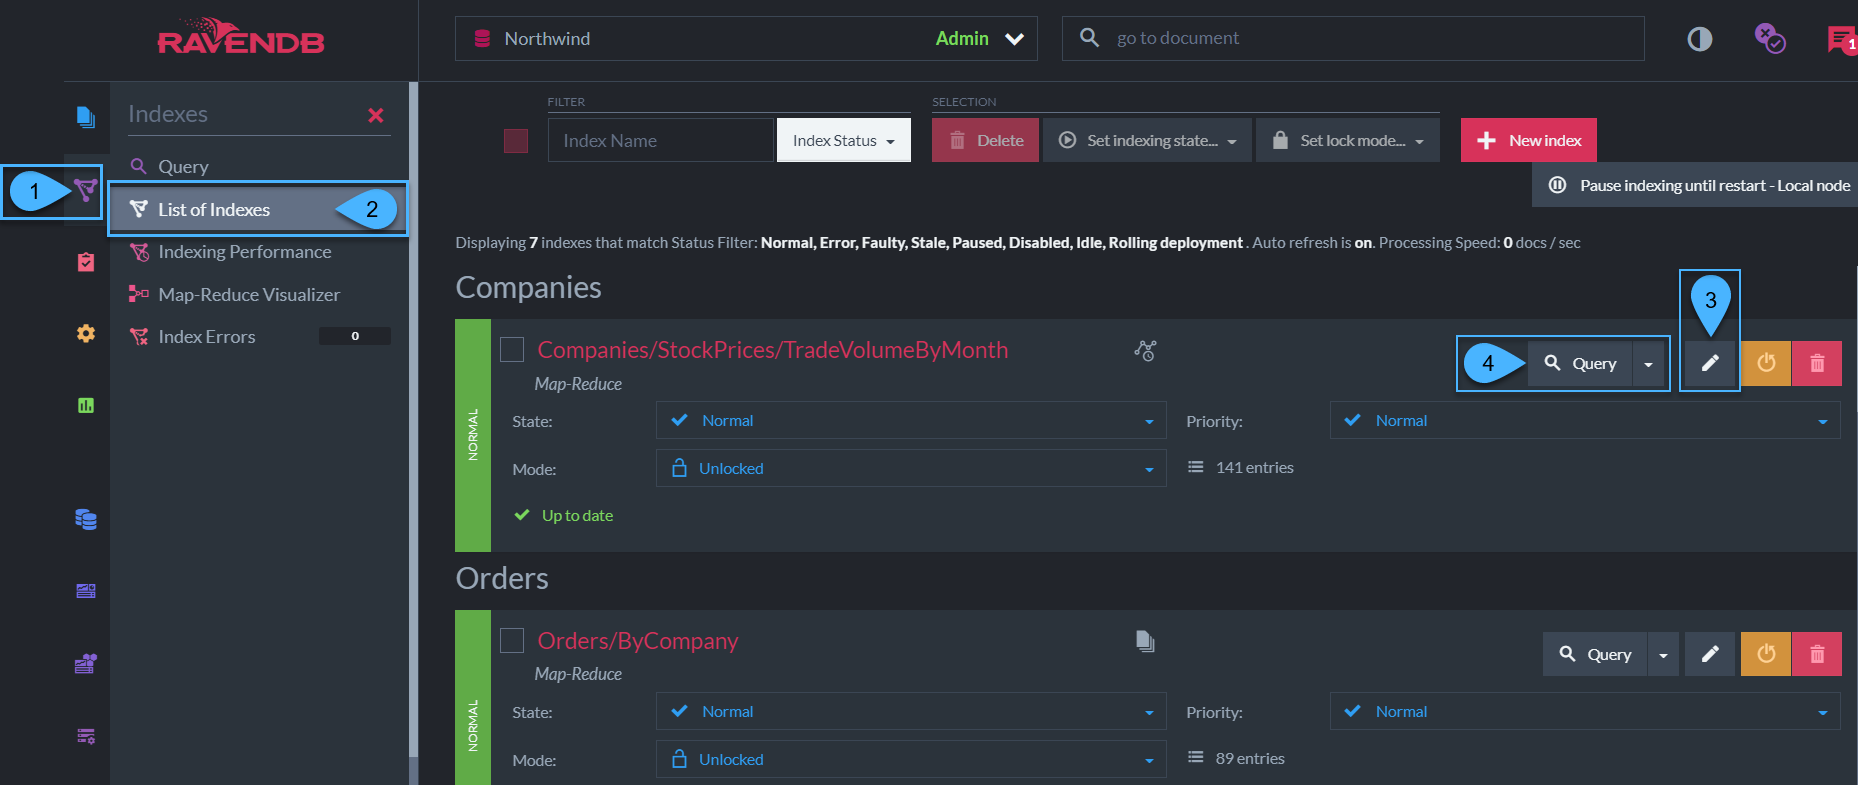 RAVENDB
Northwind
Admin
go to document
1
Indexes
Query
List of Indexes
Indexing Performance
Map-Reduce Visualizer
Index Errors
0
1
2
FILTER
Index Name
Index Status
SELECTION
Delete
Set indexing state...
Set lock mode...
New index
Pause indexing until restart - Local node
Displaying 7 indexes that match Status Filter: Normal, Error, Faulty, Stale, Paused, Disabled, Idle, Rolling deployment . Auto refresh is on. Processing Speed: 0 docs / sec
Companies
3
NORMAL
Companies/StockPrices/TradeVolumeByMonth
4
Query
Map-Reduce
State:
Normal
Priority:
Normal
Mode:
Unlocked
141 entries
Up to date
Orders
NORMAL
Orders/ByCompany
Query
Map-Reduce
State:
Normal
Priority:
Normal
Mode:
Unlocked
89 entries